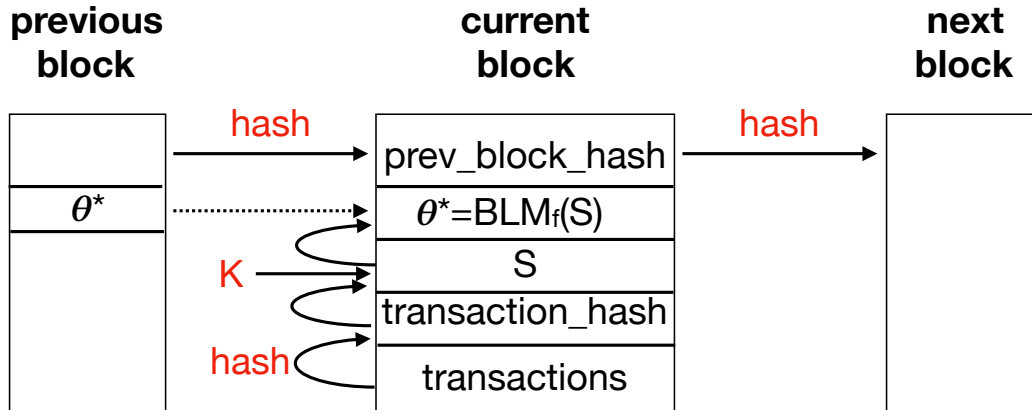 previous
block
current
block
next
block
hash
hash
prev_block_hash
θ*
θ*=BLMf(S)
K
S
transaction_hash
hash
transactions